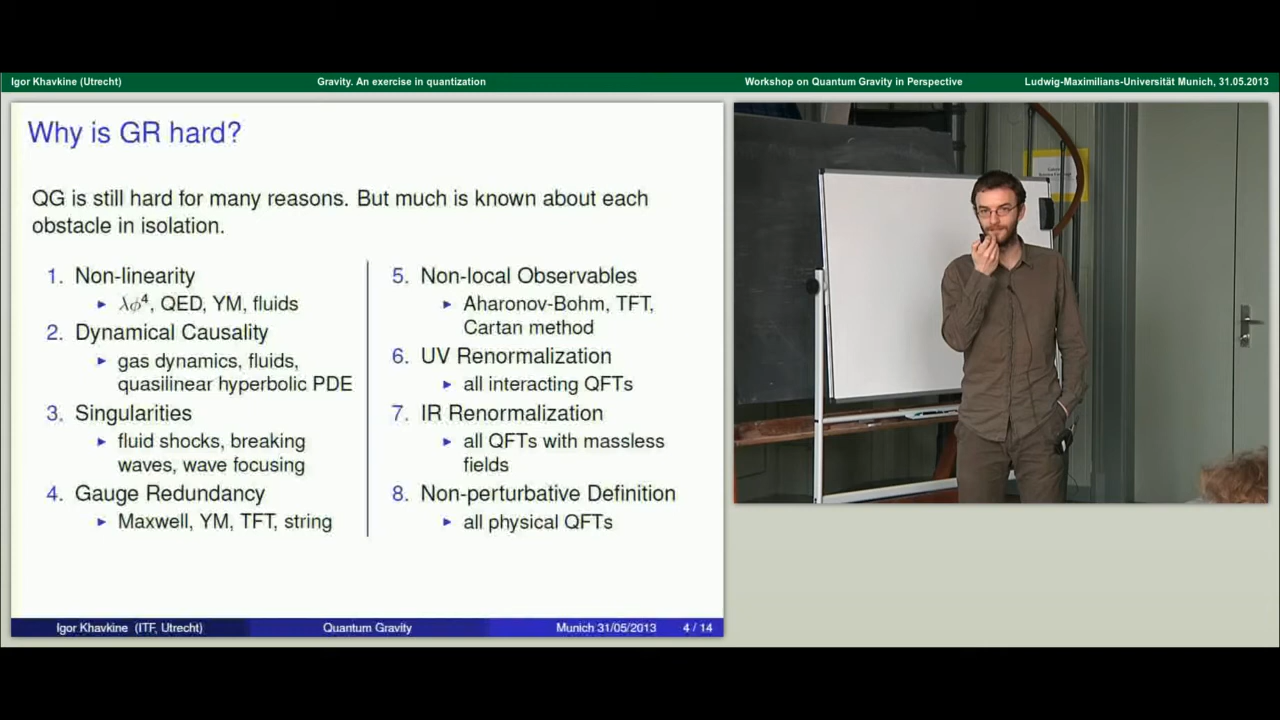 Igor Khavkine (Utrecht)
Gravity. An exercise in quantization
Workshop on Quantum Gravity in Perspective
Ludwig-Maximilians-Universität Munich, 31.05.2013
Why is GR hard?
QG is still hard for many reasons. But much is known about each
obstacle in isolation.
1. Non-linearity
▸ λϕ⁴, QED, YM, fluids
2. Dynamical Causality
▸ gas dynamics, fluids,
quasilinear hyperbolic PDE
3. Singularities
▸ fluid shocks, breaking
waves, wave focusing
4. Gauge Redundancy
▸ Maxwell, YM, TFT, string
5. Non-local Observables
▸ Aharonov-Bohm, TFT,
Cartan method
6. UV Renormalization
▸ all interacting QFTs
7. IR Renormalization
▸ all QFTs with massless
fields
8. Non-perturbative Definition
▸ all physical QFTs
Igor Khavkine (ITF, Utrecht)
Quantum Gravity
Munich 31/05/2013
4 / 14